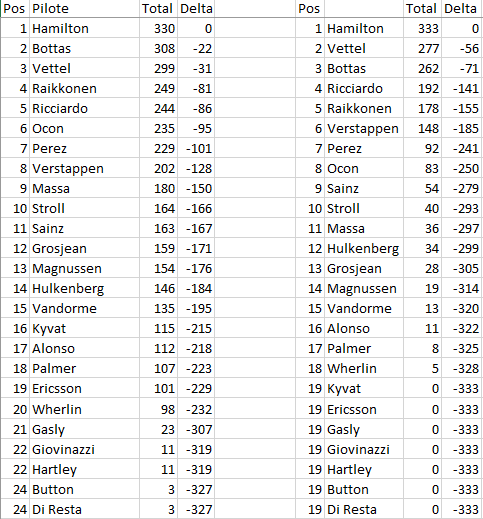 Pos Pilote Total Delta Pos Total Delta
1 Hamilton 330 0 1 Hamilton 333 0
2 Bottas 308 -22 2 Vettel 277 -56
3 Vettel 299 -31 3 Bottas 262 -71
4 Raikkonen 249 -81 4 Ricciardo 192 -141
5 Ricciardo 244 -86 5 Raikkonen 178 -155
6 Ocon 235 -95 6 Verstappen 148 -185
7 Perez 229 -101 7 Perez 92 -241
8 Verstappen 202 -128 8 Ocon 83 -250
9 Massa 180 -150 9 Sainz 54 -279
10 Stroll 164 -166 10 Stroll 40 -293
11 Sainz 163 -167 11 Massa 36 -297
12 Grosjean 159 -171 12 Hulkenberg 34 -299
13 Magnussen 154 -176 13 Grosjean 28 -305
14 Hulkenberg 146 -184 14 Magnussen 19 -314
15 Vandorme 135 -195 15 Vandorme 13 -320
16 Kyvat 115 -215 16 Alonso 11 -322
17 Alonso 112 -218 17 Palmer 8 -325
18 Palmer 107 -223 18 Wherlin 5 -328
19 Ericsson 101 -229 19 Kyvat 0 -333
20 Wherlin 98 -232 19 Ericsson 0 -333
21 Gasly 23 -307 19 Gasly 0 -333
22 Giovinazzi 11 -319 19 Giovinazzi 0 -333
22 Hartley 11 -319 19 Hartley 0 -333
24 Button 3 -327 19 Button 0 -333
24 Di Resta 3 -327 19 Di Resta 0 -333